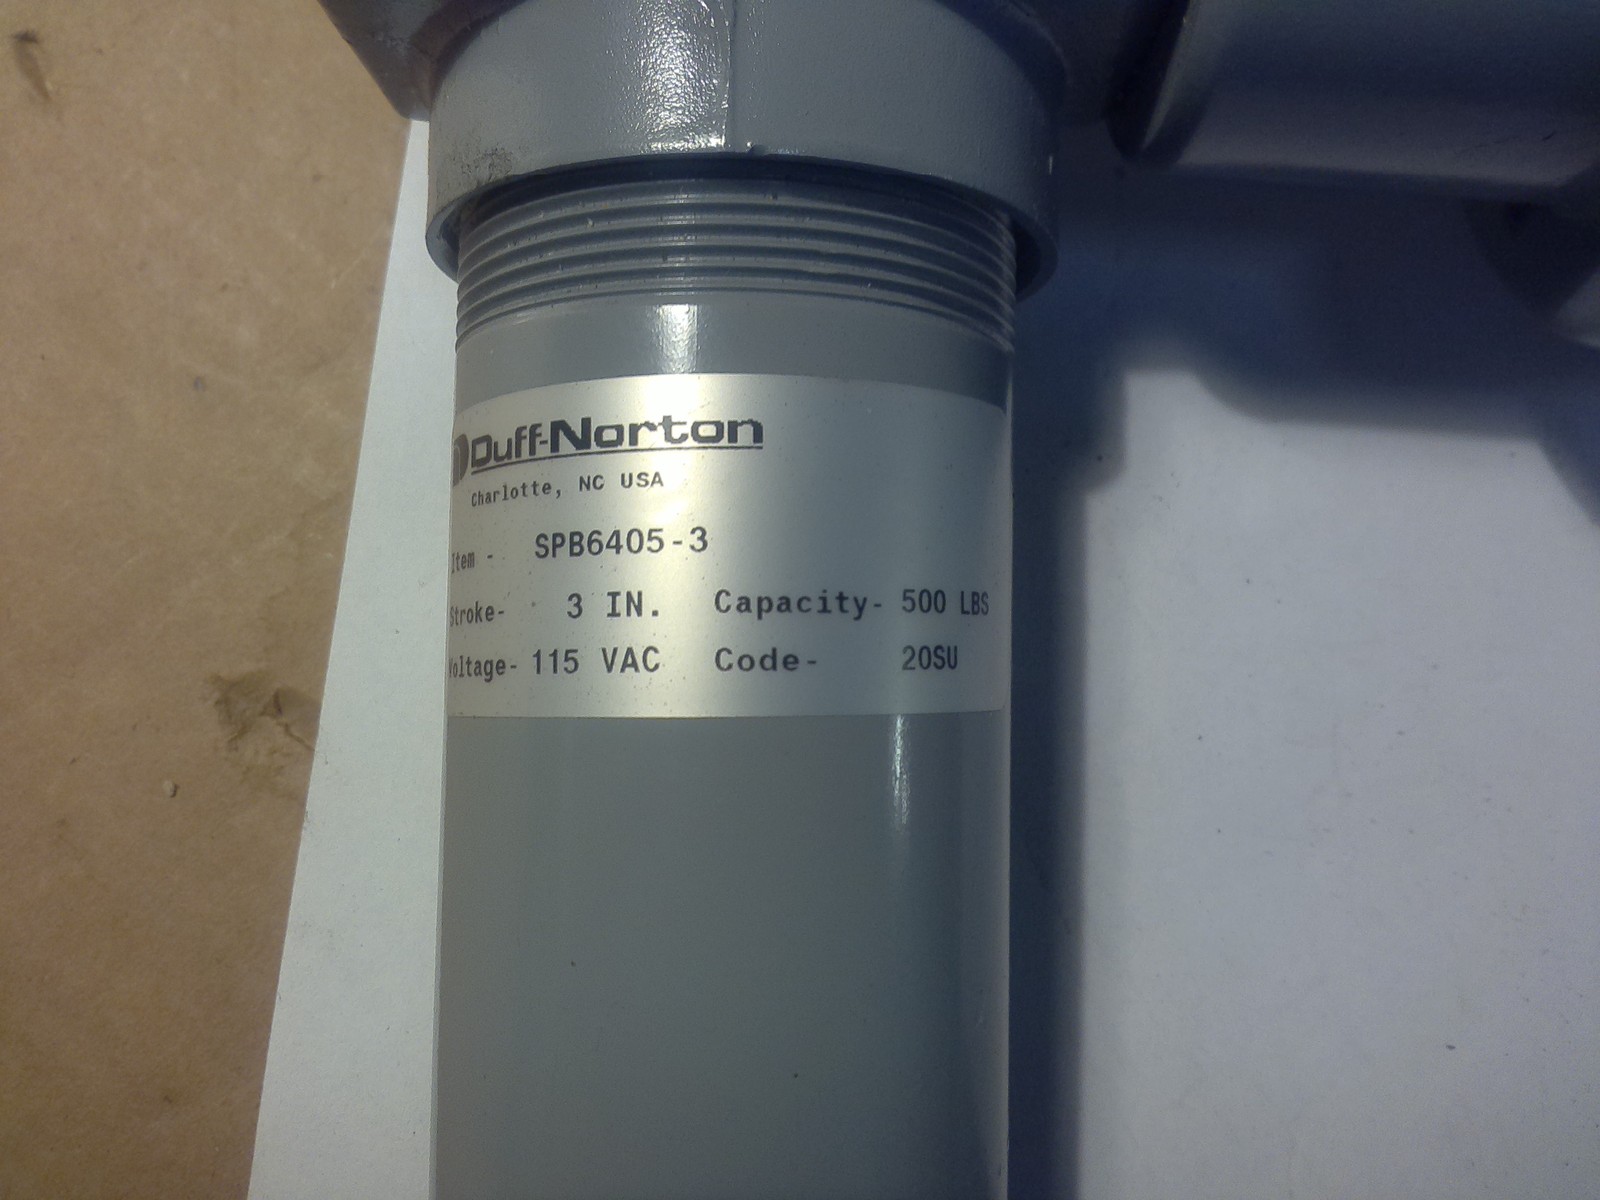 Duff-Norton
Charlotte, NC USA
Item - SPB6405-3
Stroke- 3 IN. Capacity- 500 LBS
Voltage- 115 VAC Code- 20SU